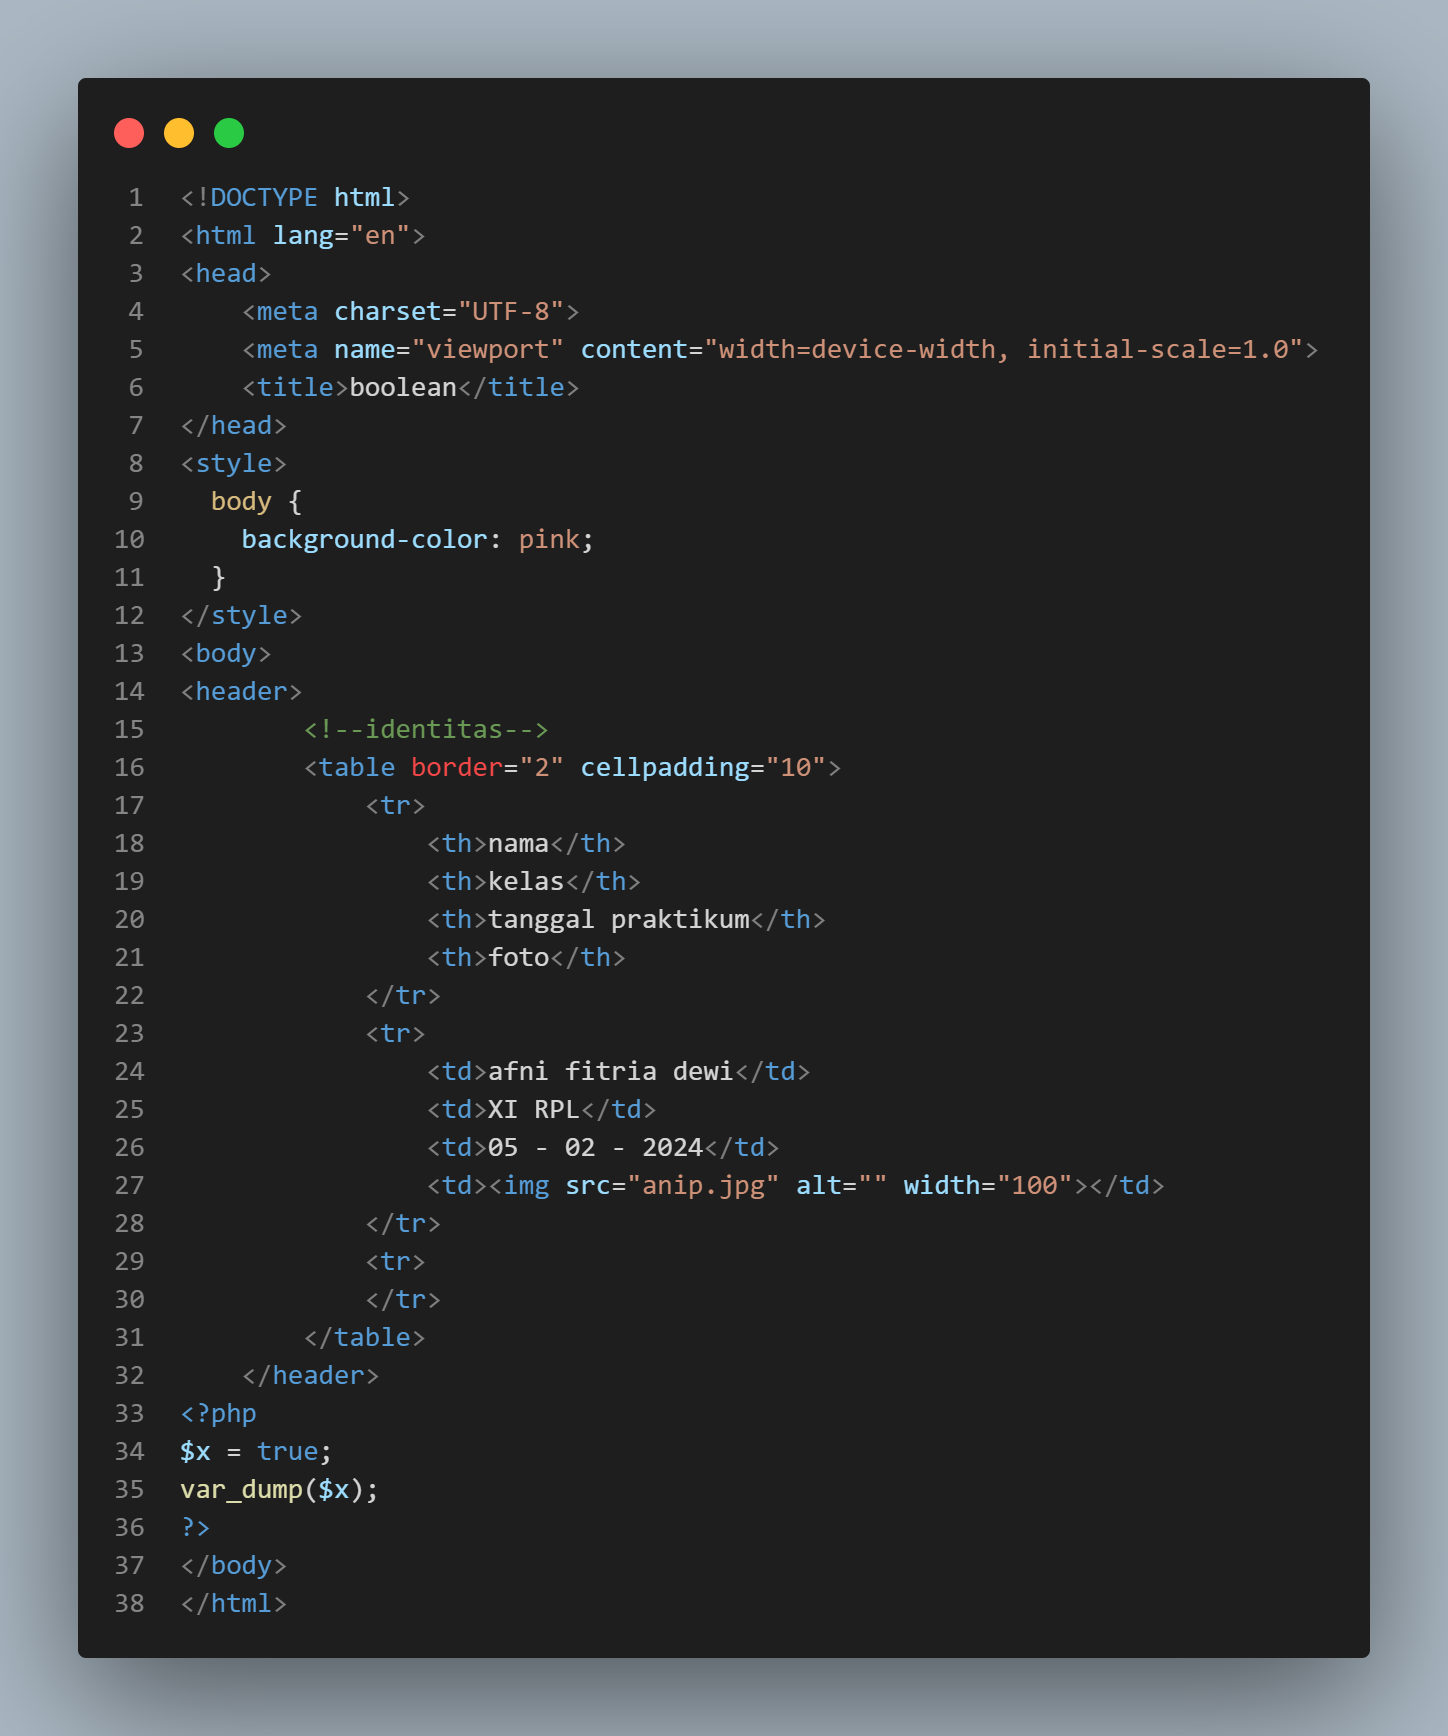 1 <!DOCTYPE html>
2 <html lang="en">
3 <head>
4     <meta charset="UTF-8">
5     <meta name="viewport" content="width=device-width, initial-scale=1.0">
6     <title>boolean</title>
7 </head>
8 <style>
9   body {
10     background-color: pink;
11   }
12 </style>
13 <body>
14 <header>
15         <!--identitas-->
16         <table border="2" cellpadding="10">
17             <tr>
18                 <th>nama</th>
19                 <th>kelas</th>
20                 <th>tanggal praktikum</th>
21                 <th>foto</th>
22             </tr>
23             <tr>
24                 <td>afni fitria dewi</td>
25                 <td>XI RPL</td>
26                 <td>05 - 02 - 2024</td>
27                 <td><img src="anip.jpg" alt="" width="100"></td>
28             </tr>
29             <tr>
30             </tr>
31         </table>
32     </header>
33 <?php
34 $x = true;
35 var_dump($x);
36 ?>
37 </body>
38 </html>